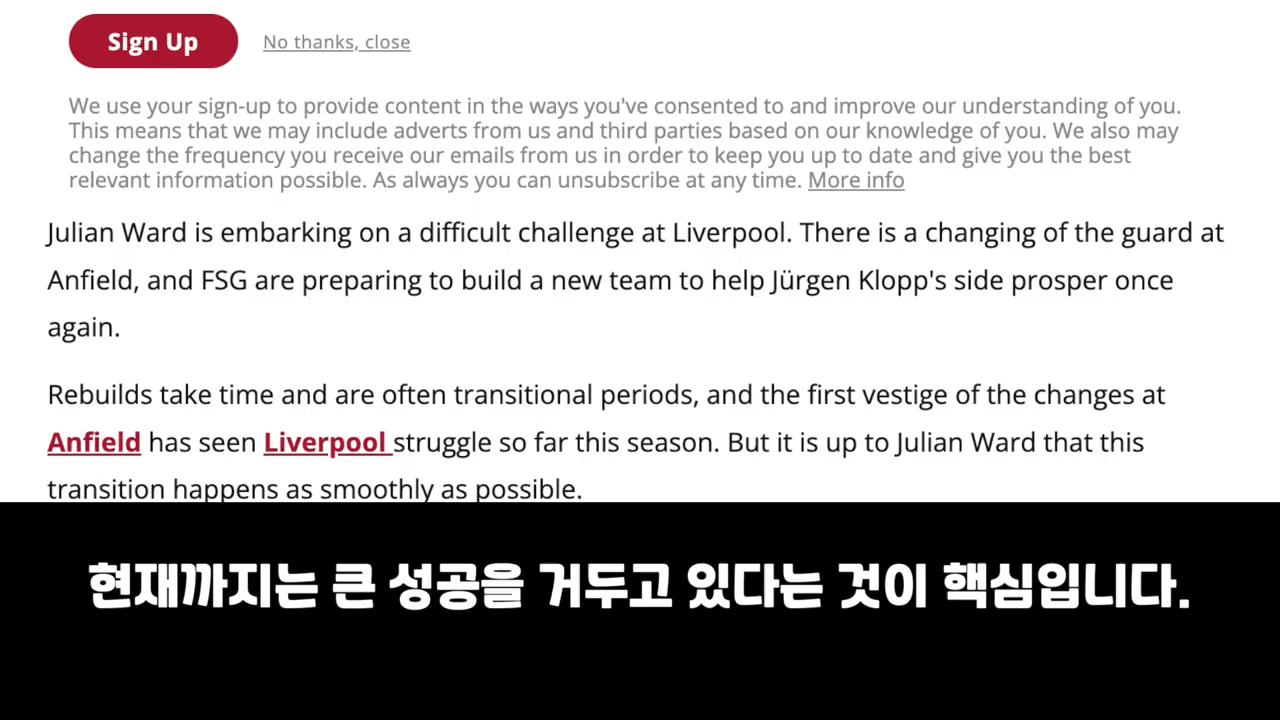 Sign Up
No thanks, close
We use your sign-up to provide content in the ways you've consented to and improve our understanding of you.
This means that we may include adverts from us and third parties based on our knowledge of you. We also may
change the frequency you receive our emails from us in order to keep you up to date and give you the best
relevant information possible. As always you can unsubscribe at any time. More info
Julian Ward is embarking on a difficult challenge at Liverpool. There is a changing of the guard at
Anfield, and FSG are preparing to build a new team to help Jürgen Klopp's side prosper once
again.
Rebuilds take time and are often transitional periods, and the first vestige of the changes at
Anfield has seen Liverpool struggle so far this season. But it is up to Julian Ward that this
transition happens as smoothly as possible.
현재까지는 큰 성공을 거두고 있다는 것이 핵심입니다.